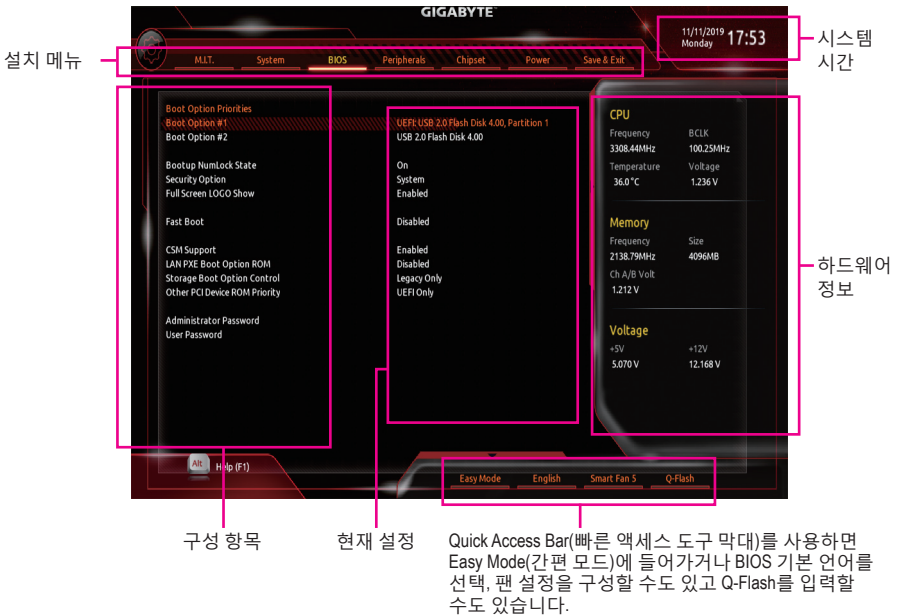 GIGABYTE
11/11/2019
Monday
17:53
시스템
시간
설치 메뉴
M.I.T.
System
BIOS
Peripherals
Chipset
Power
Save & Exit
Boot Option Priorities
Boot Option #1 UEFI: USB 2.0 Flash Disk 4.00, Partition 1
Boot Option #2 USB 2.0 Flash Disk 4.00
Bootup NumLock State On
Security Option System
Full Screen LOGO Show Enabled
Fast Boot Disabled
CSM Support Enabled
LAN PXE Boot Option ROM Disabled
Storage Boot Option Control Legacy Only
Other PCI Device ROM Priority UEFI Only
Administrator Password
User Password
CPU
Frequency BCLK
3308.44MHz 100.25MHz
Temperature Voltage
36.0 °C 1.236 V
Memory
Frequency Size
2138.79MHz 4096MB
Ch A/B Volt
1.212 V
Voltage
+5V +12V
5.070 V 12.168 V
하드웨어
정보
Alt Help (F1)
Easy Mode
English
Smart Fan 5
Q-Flash
구성 항목
현재 설정
Quick Access Bar(빠른 액세스 도구 막대)를 사용하면
Easy Mode(간편 모드)에 들어가거나 BIOS 기본 언어를
선택, 팬 설정을 구성할 수도 있고 Q-Flash를 입력할
수도 있습니다.